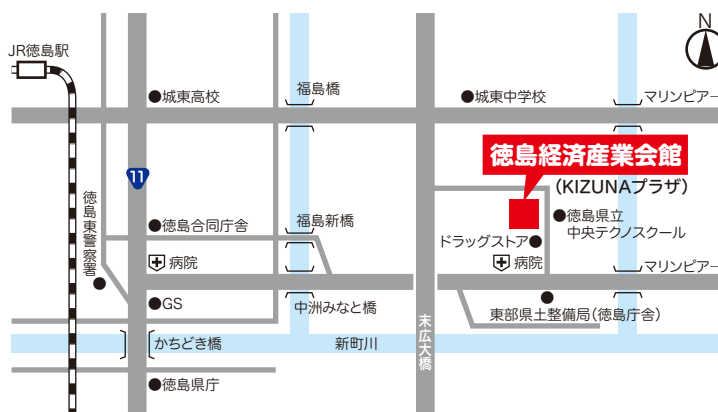 N
JR徳島駅
福島橋
城東高校
城東中学校
マリンピアー
徳島経済産業会館
(KIZUNAプラザ)
11
徳島東警察署
徳島合同庁舎
福島新橋
徳島県立
中央テクノスクール
ドラッグストア
病院
病院
マリンピアー
GS
中洲みなと橋
東部県土整備局(徳島庁舎)
末広大橋
かちどき橋
新町川
徳島県庁